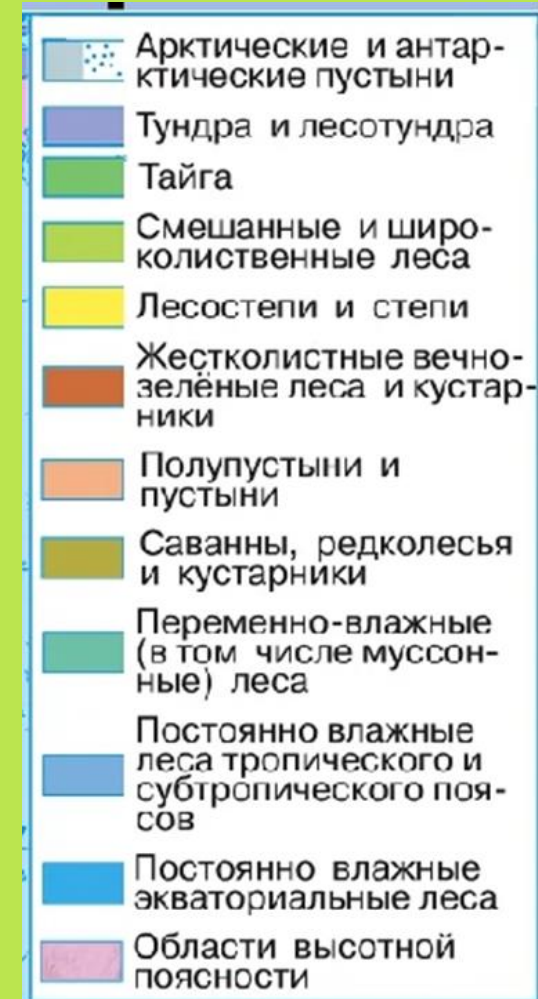 Арктические и антар-
ктические пустыни
Тундра и лесотундра
Тайга
Смешанные и широ-
колиственные леса
Лесостепи и степи
Жестколистные вечно-
зелёные леса и кустар-
ники
Полупустыни и
пустыни
Саванны, редколесья
и кустарники
Переменно-влажные
(в том числе муссон-
ные) леса
Постоянно влажные
леса тропического и
субтропического поя-
сов
Постоянно влажные
экваториальные леса
Области высотной
поясности